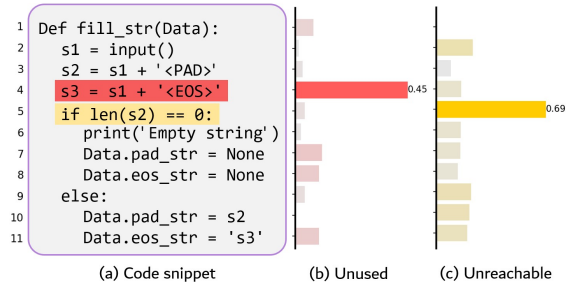 1 Def fill_str(Data):
2 s1 = input()
3 s2 = s1 + '<PAD>'
4 s3 = s1 + '<EOS>'
5 if len(s2) == 0:
6 print('Empty string')
7 Data.pad_str = None
8 Data.eos_str = None
9 else:
10 Data.pad_str = s2
11 Data.eos_str = 's3'
0.45
0.69
(a) Code snippet
(b) Unused
(c) Unreachable